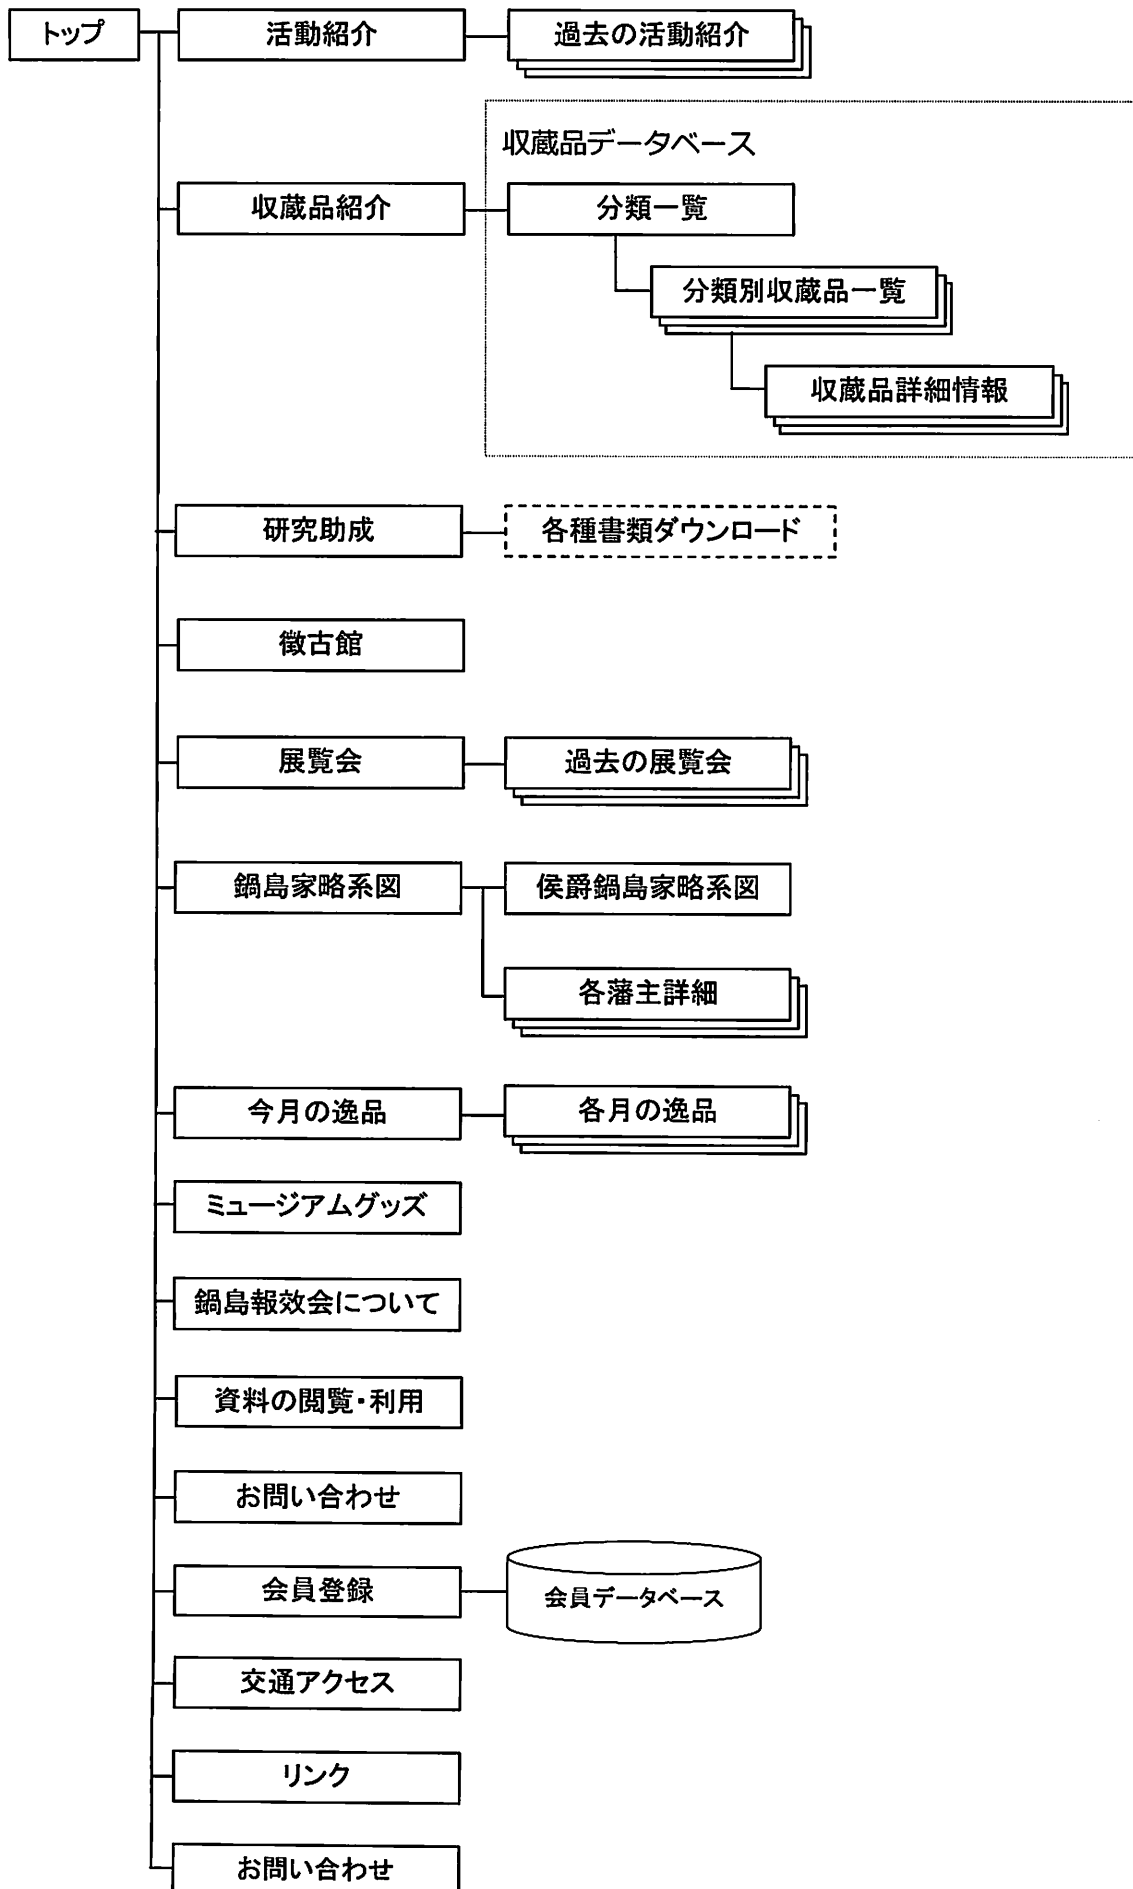 トップ
活動紹介
過去の活動紹介
収蔵品データベース
収蔵品紹介
分類一覧
分類別収蔵品一覧
収蔵品詳細情報
研究助成
各種書類ダウンロード
徴古館
展覧会
過去の展覧会
鍋島家略系図
侯爵鍋島家略系図
各藩主詳細
今月の逸品
各月の逸品
ミュージアムグッズ
鍋島報效会について
資料の閲覧・利用
お問い合わせ
会員登録
会員データベース
交通アクセス
リンク
お問い合わせ